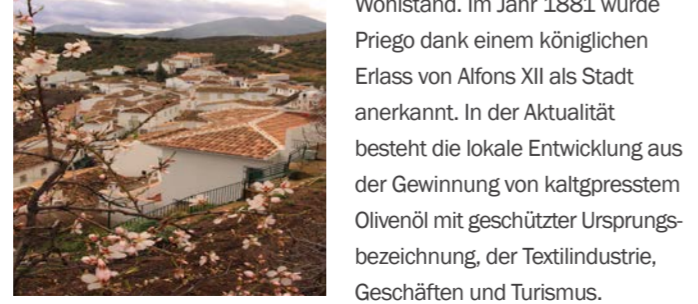 Wohlstand. Im Jahr 1881 wurde
Priego dank einem königlichen
Erlass von Alfons XII als Stadt
anerkannt. In der Aktualität
besteht die lokale Entwicklung aus
der Gewinnung von kaltgpresstem
Olivenöl mit geschützter Ursprungs-
bezeichnung, der Textilindustrie,
Geschäften und Turismus.